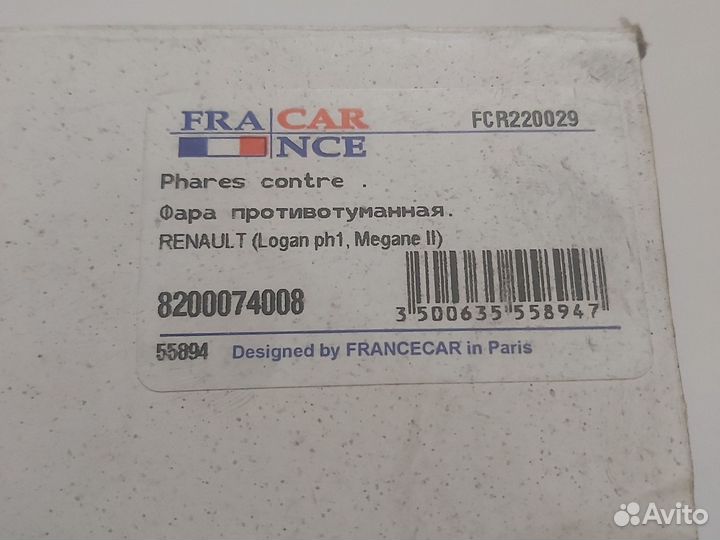 FRA CAR
NCE
FCR220029
Phares contre .
Фара противотуманная.
RENAULT (Logan ph1, Megane II)
8200074008
3 500635 558947
55894 Designed by FRANCECAR in Paris
Avito